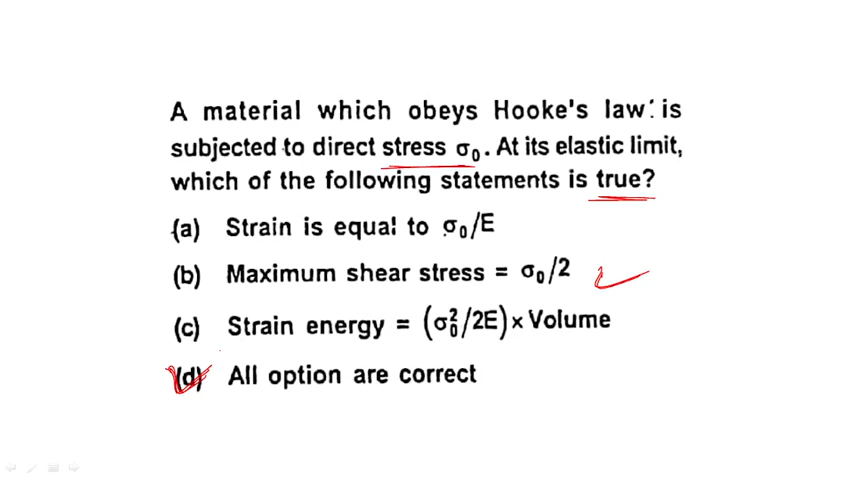 A material which obeys Hooke's law is
subjected to direct stress σ₀. At its elastic limit,
which of the following statements is true?
(a) Strain is equal to σ₀/E
(b) Maximum shear stress = σ₀/2
(c) Strain energy = (σ₀²/2E) × Volume
(d) All option are correct